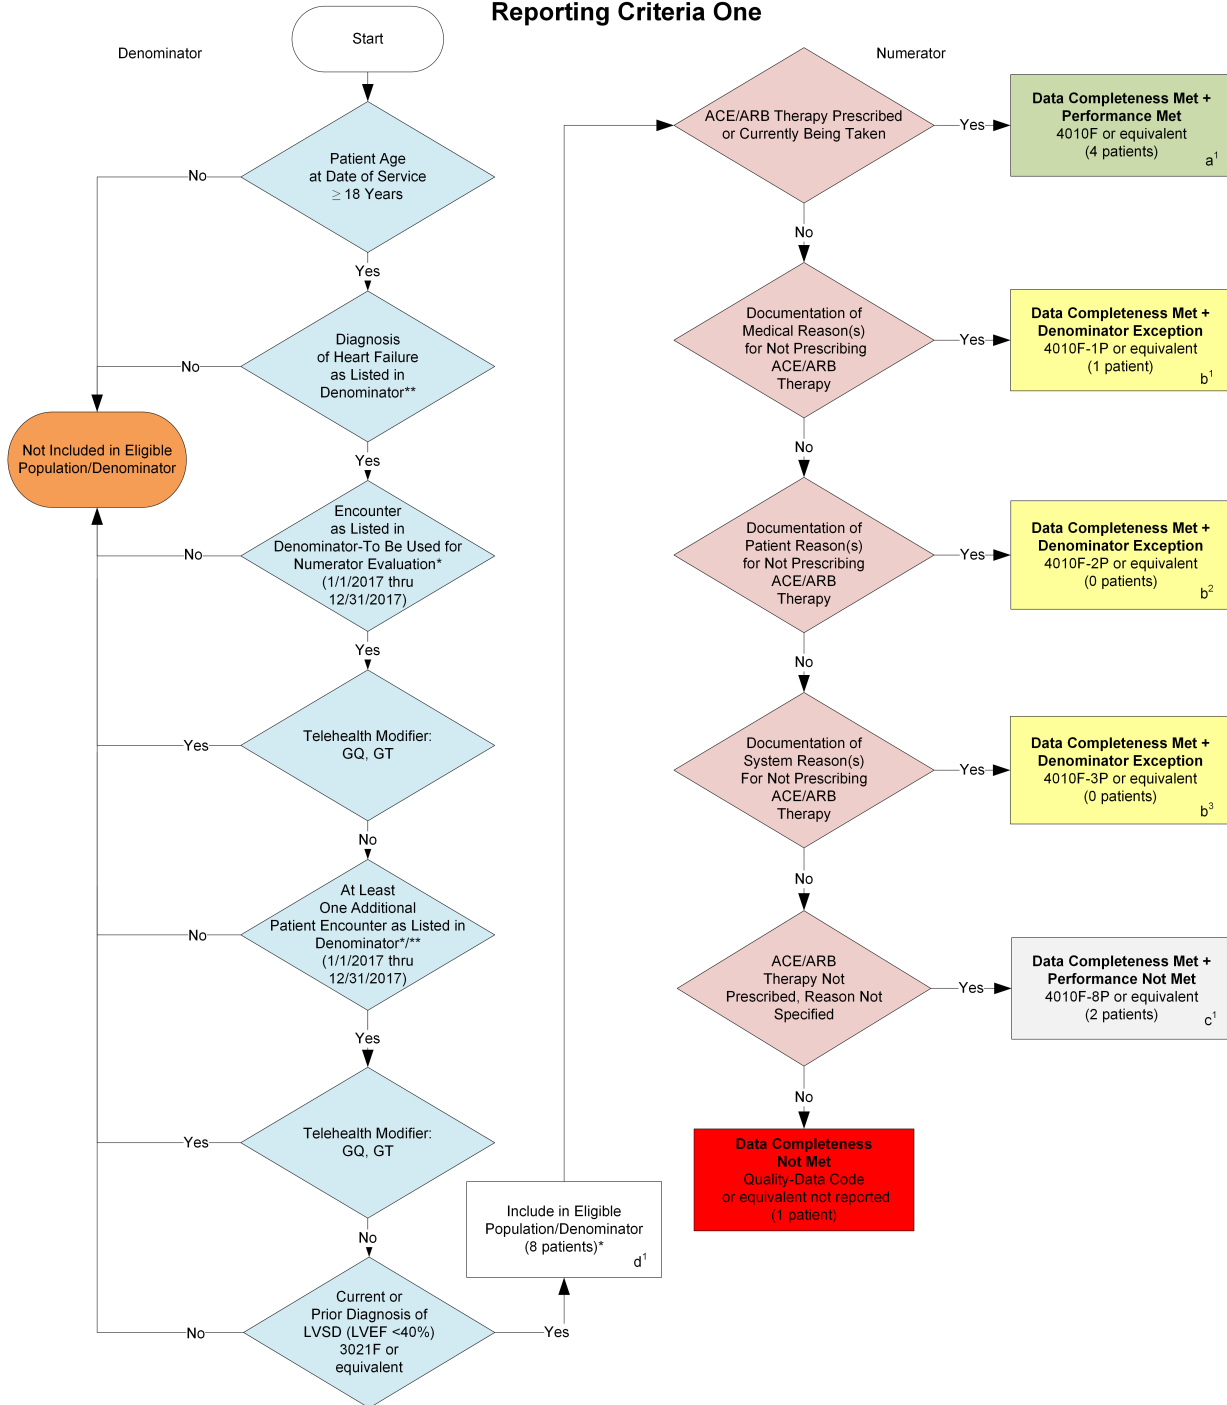 Reporting Criteria One
Denominator
Start
Patient Age
at Date of Service
≥ 18 Years
No
Yes
Diagnosis
of Heart Failure
as Listed in
Denominator**
No
Not Included in Eligible
Population/Denominator
Yes
Encounter
as Listed in
Denominator-To Be Used for
Numerator Evaluation*
(1/1/2017 thru
12/31/2017)
No
Yes
Telehealth Modifier:
GQ, GT
Yes
No
At Least
One Additional
Patient Encounter as Listed in
Denominator*/**
(1/1/2017 thru
12/31/2017)
No
Yes
Telehealth Modifier:
GQ, GT
Yes
No
Current or
Prior Diagnosis of
LVSD (LVEF <40%)
3021F or
equivalent
No
Yes
Include in Eligible
Population/Denominator
(8 patients)*
d1
Numerator
ACE/ARB Therapy Prescribed
or Currently Being Taken
Yes
Data Completeness Met +
Performance Met
4010F or equivalent
(4 patients)
a1
No
Documentation of
Medical Reason(s)
for Not Prescribing
ACE/ARB
Therapy
Yes
Data Completeness Met +
Denominator Exception
4010F-1P or equivalent
(1 patient)
b1
No
Documentation of
Patient Reason(s)
for Not Prescribing
ACE/ARB
Therapy
Yes
Data Completeness Met +
Denominator Exception
4010F-2P or equivalent
(0 patients)
b2
No
Documentation of
System Reason(s)
For Not Prescribing
ACE/ARB
Therapy
Yes
Data Completeness Met +
Denominator Exception
4010F-3P or equivalent
(0 patients)
b3
No
ACE/ARB
Therapy Not
Prescribed, Reason Not
Specified
Yes
Data Completeness Met +
Performance Not Met
4010F-8P or equivalent
(2 patients)
c1
No
Data Completeness
Not Met
Quality-Data Code
or equivalent not reported
(1 patient)